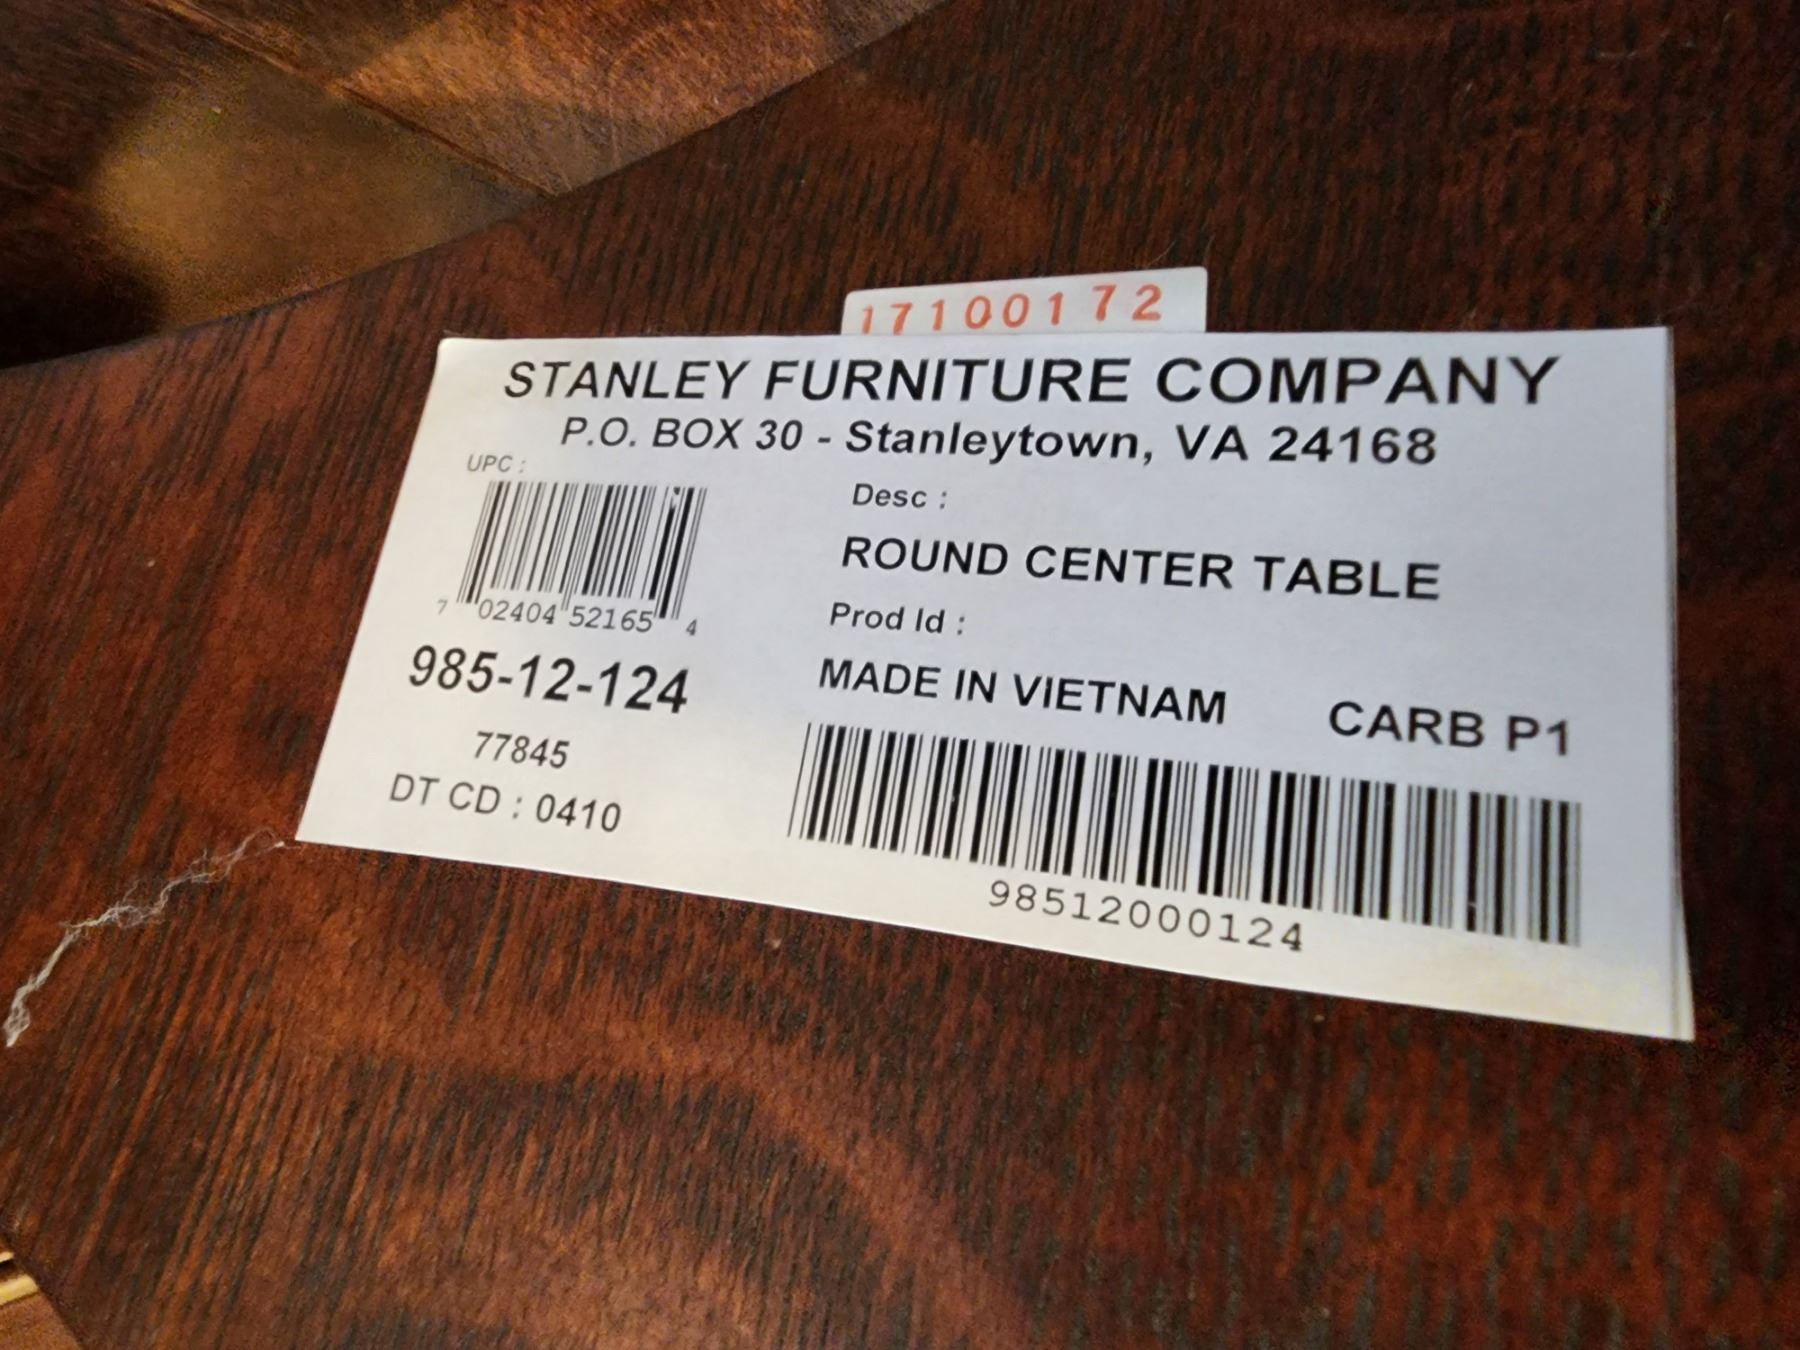 17100172
STANLEY FURNITURE COMPANY
P.O. BOX 30 - Stanleytown, VA 24168
UPC :
7 02404 52165 4
985-12-124
77845
DT CD : 0410
Desc :
ROUND CENTER TABLE
Prod Id :
MADE IN VIETNAM CARB P1
98512000124